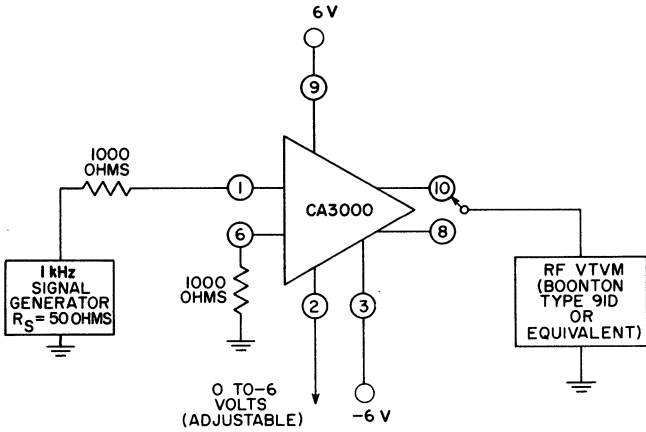 6 V
9
1000
OHMS
1
10
CA3000
6
8
1 kHz
SIGNAL
GENERATOR
RS = 50 OHMS
1000
OHMS
2
3
RF VTVM
(BOONTON
TYPE 91D
OR
EQUIVALENT)
0 TO-6
VOLTS
(ADJUSTABLE)
-6 V